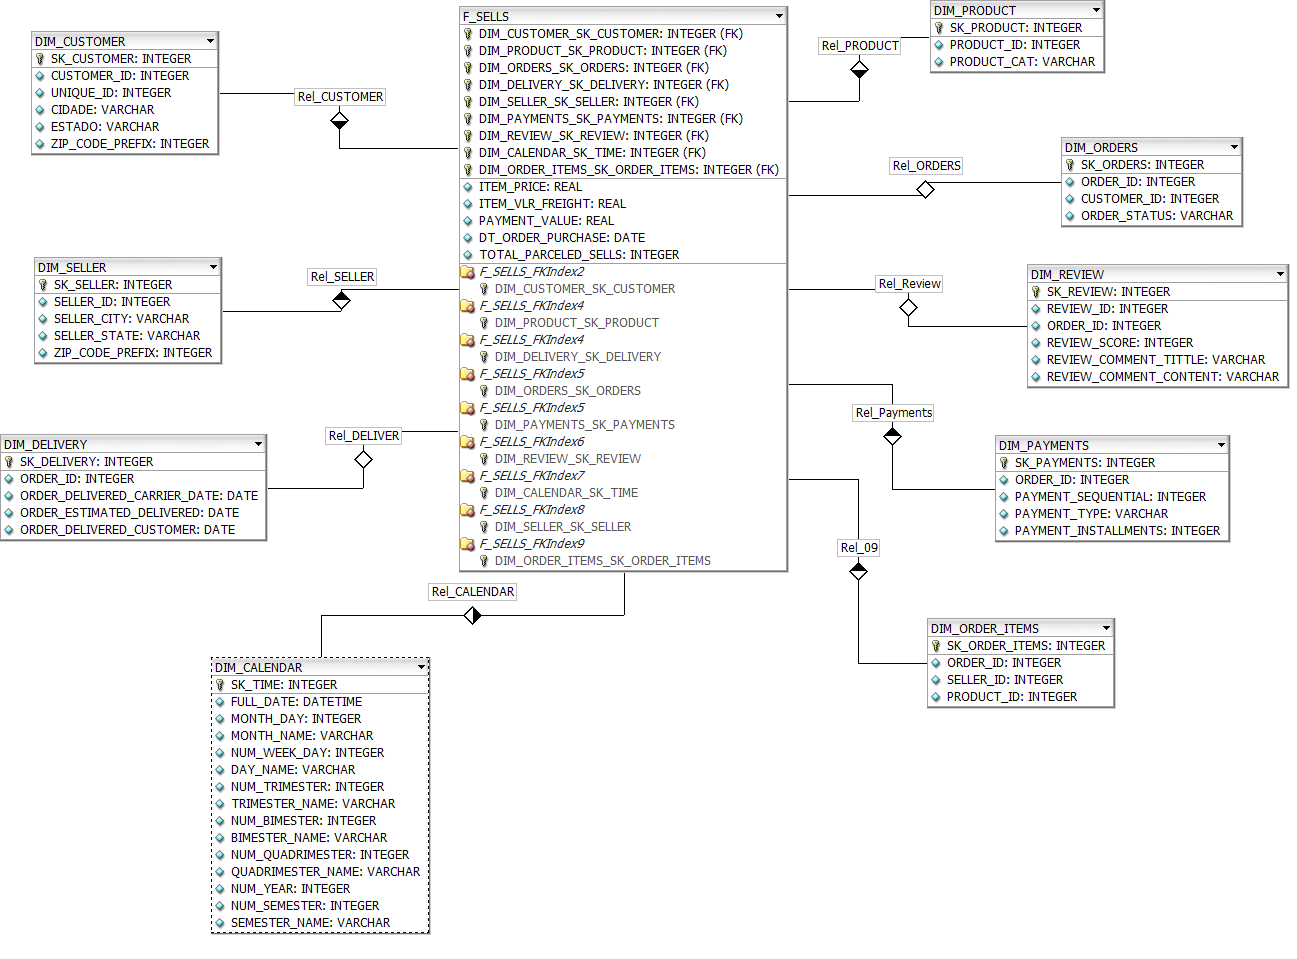 DIM_CUSTOMER
SK_CUSTOMER: INTEGER
CUSTOMER_ID: INTEGER
UNIQUE_ID: INTEGER
CIDADE: VARCHAR
ESTADO: VARCHAR
ZIP_CODE_PREFIX: INTEGER
Rel_CUSTOMER
F_SELLS
DIM_CUSTOMER_SK_CUSTOMER: INTEGER (FK)
DIM_PRODUCT_SK_PRODUCT: INTEGER (FK)
DIM_ORDERS_SK_ORDERS: INTEGER (FK)
DIM_DELIVERY_SK_DELIVERY: INTEGER (FK)
DIM_SELLER_SK_SELLER: INTEGER (FK)
DIM_PAYMENTS_SK_PAYMENTS: INTEGER (FK)
DIM_REVIEW_SK_REVIEW: INTEGER (FK)
DIM_CALENDAR_SK_TIME: INTEGER (FK)
DIM_ORDER_ITEMS_SK_ORDER_ITEMS: INTEGER (FK)
ITEM_PRICE: REAL
ITEM_VLR_FREIGHT: REAL
PAYMENT_VALUE: REAL
DT_ORDER_PURCHASE: DATE
TOTAL_PARCELED_SELLS: INTEGER
F_SELLS_FKIndex2
DIM_CUSTOMER_SK_CUSTOMER
F_SELLS_FKIndex4
DIM_PRODUCT_SK_PRODUCT
F_SELLS_FKIndex4
DIM_DELIVERY_SK_DELIVERY
F_SELLS_FKIndex5
DIM_ORDERS_SK_ORDERS
F_SELLS_FKIndex5
DIM_PAYMENTS_SK_PAYMENTS
F_SELLS_FKIndex6
DIM_REVIEW_SK_REVIEW
F_SELLS_FKIndex7
DIM_CALENDAR_SK_TIME
F_SELLS_FKIndex8
DIM_SELLER_SK_SELLER
F_SELLS_FKIndex9
DIM_ORDER_ITEMS_SK_ORDER_ITEMS
Rel_PRODUCT
DIM_PRODUCT
SK_PRODUCT: INTEGER
PRODUCT_ID: INTEGER
PRODUCT_CAT: VARCHAR
Rel_ORDERS
DIM_ORDERS
SK_ORDERS: INTEGER
ORDER_ID: INTEGER
CUSTOMER_ID: INTEGER
ORDER_STATUS: VARCHAR
Rel_SELLER
DIM_SELLER
SK_SELLER: INTEGER
SELLER_ID: INTEGER
SELLER_CITY: VARCHAR
SELLER_STATE: VARCHAR
ZIP_CODE_PREFIX: INTEGER
Rel_Review
DIM_REVIEW
SK_REVIEW: INTEGER
REVIEW_ID: INTEGER
ORDER_ID: INTEGER
REVIEW_SCORE: INTEGER
REVIEW_COMMENT_TITTLE: VARCHAR
REVIEW_COMMENT_CONTENT: VARCHAR
Rel_DELIVER
DIM_DELIVERY
SK_DELIVERY: INTEGER
ORDER_ID: INTEGER
ORDER_DELIVERED_CARRIER_DATE: DATE
ORDER_ESTIMATED_DELIVERED: DATE
ORDER_DELIVERED_CUSTOMER: DATE
Rel_Payments
DIM_PAYMENTS
SK_PAYMENTS: INTEGER
ORDER_ID: INTEGER
PAYMENT_SEQUENTIAL: INTEGER
PAYMENT_TYPE: VARCHAR
PAYMENT_INSTALLMENTS: INTEGER
Rel_09
DIM_ORDER_ITEMS
SK_ORDER_ITEMS: INTEGER
ORDER_ID: INTEGER
SELLER_ID: INTEGER
PRODUCT_ID: INTEGER
Rel_CALENDAR
DIM_CALENDAR
SK_TIME: INTEGER
FULL_DATE: DATETIME
MONTH_DAY: INTEGER
MONTH_NAME: VARCHAR
NUM_WEEK_DAY: INTEGER
DAY_NAME: VARCHAR
NUM_TRIMESTER: INTEGER
TRIMESTER_NAME: VARCHAR
NUM_BIMESTER: INTEGER
BIMESTER_NAME: VARCHAR
NUM_QUADRIMESTER: INTEGER
QUADRIMESTER_NAME: VARCHAR
NUM_YEAR: INTEGER
NUM_SEMESTER: INTEGER
SEMESTER_NAME: VARCHAR